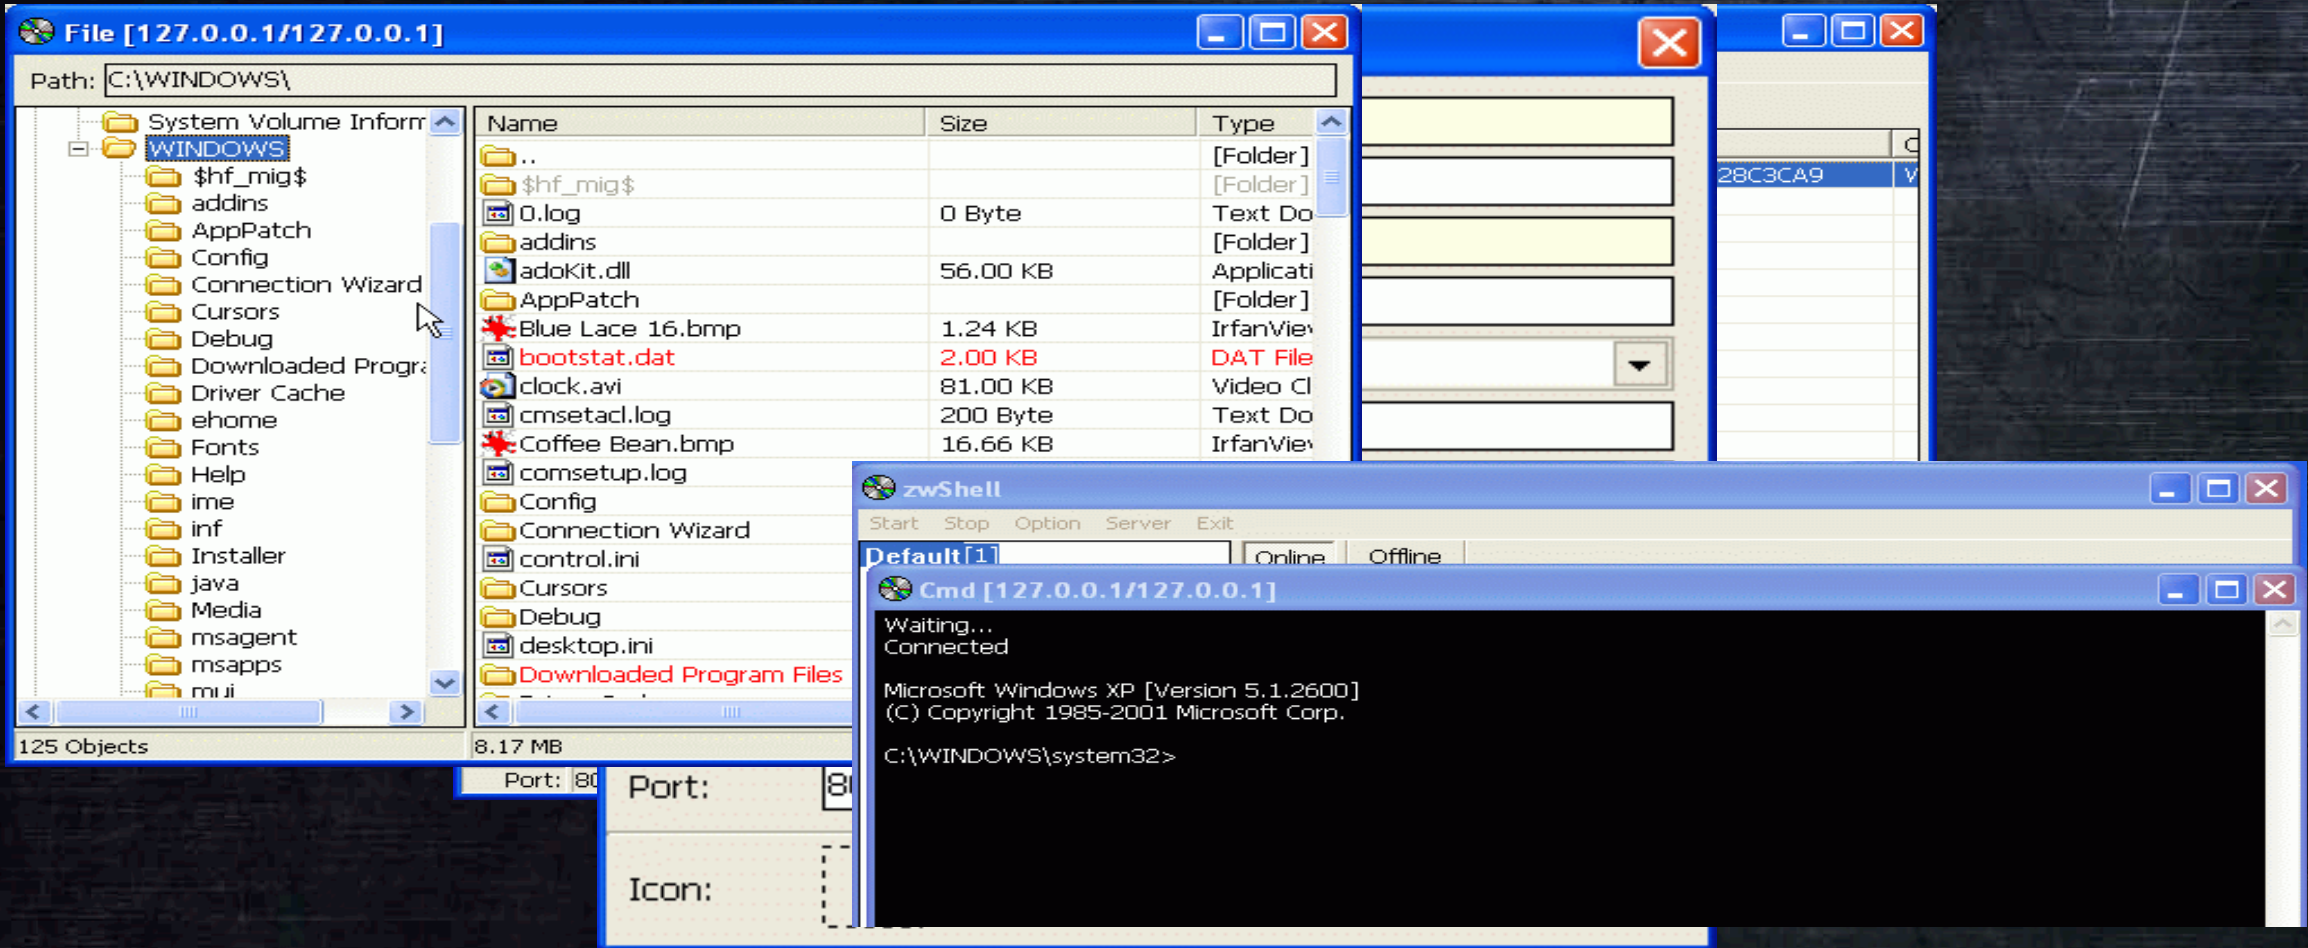 File [127.0.0.1/127.0.0.1]
Path: C:\WINDOWS\
System Volume Inform
WINDOWS
$hf_mig$
addins
AppPatch
Config
Connection Wizard
Cursors
Debug
Downloaded Progra
Driver Cache
ehome
Fonts
Help
ime
inf
Installer
java
Media
msagent
msapps
mui
Name Size Type
.. [Folder]
$hf_mig$ [Folder]
0.log 0 Byte Text Do
addins [Folder]
adoKit.dll 56.00 KB Applicati
AppPatch [Folder]
Blue Lace 16.bmp 1.24 KB IrfanView
bootstat.dat 2.00 KB DAT File
clock.avi 81.00 KB Video Cl
cmsetacl.log 200 Byte Text Do
Coffee Bean.bmp 16.66 KB IrfanView
comsetup.log
Config
Connection Wizard
control.ini
Cursors
Debug
desktop.ini
Downloaded Program Files
125 Objects 8.17 MB
28C3CA9 V
Port: 80
Port: 80
Icon:
zwShell
Start Stop Option Server Exit
Default[1] Online Offline
Cmd [127.0.0.1/127.0.0.1]
Waiting...
Connected
Microsoft Windows XP [Version 5.1.2600]
(C) Copyright 1985-2001 Microsoft Corp.
C:\WINDOWS\system32>